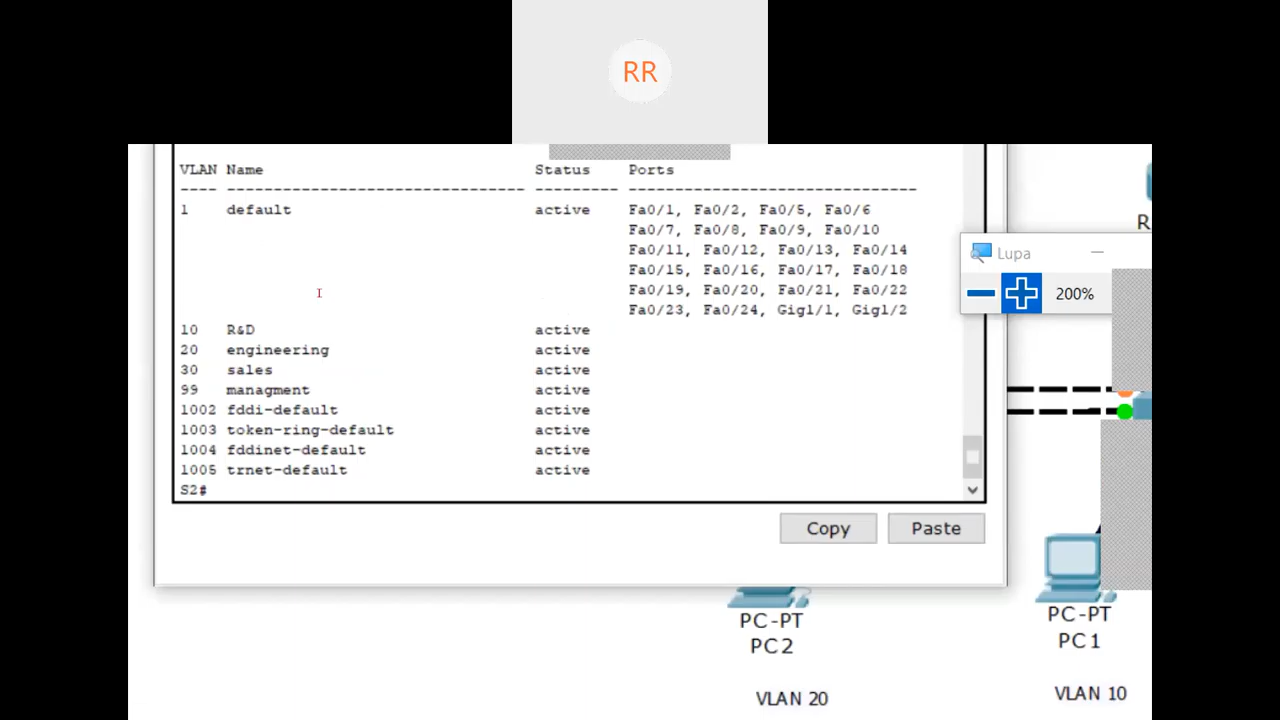 RR
VLAN Name Status Ports
---- -------------------------------- --------- -------------------------------
1 default active Fa0/1, Fa0/2, Fa0/5, Fa0/6
Fa0/7, Fa0/8, Fa0/9, Fa0/10
Fa0/11, Fa0/12, Fa0/13, Fa0/14
Fa0/15, Fa0/16, Fa0/17, Fa0/18
Fa0/19, Fa0/20, Fa0/21, Fa0/22
Fa0/23, Fa0/24, Gig1/1, Gig1/2
10 R&D active
20 engineering active
30 sales active
99 managment active
1002 fddi-default active
1003 token-ring-default active
1004 fddinet-default active
1005 trnet-default active
S2#
Copy Paste
R
Lupa
200%
PC-PT
PC2
VLAN 20
PC-PT
PC1
VLAN 10